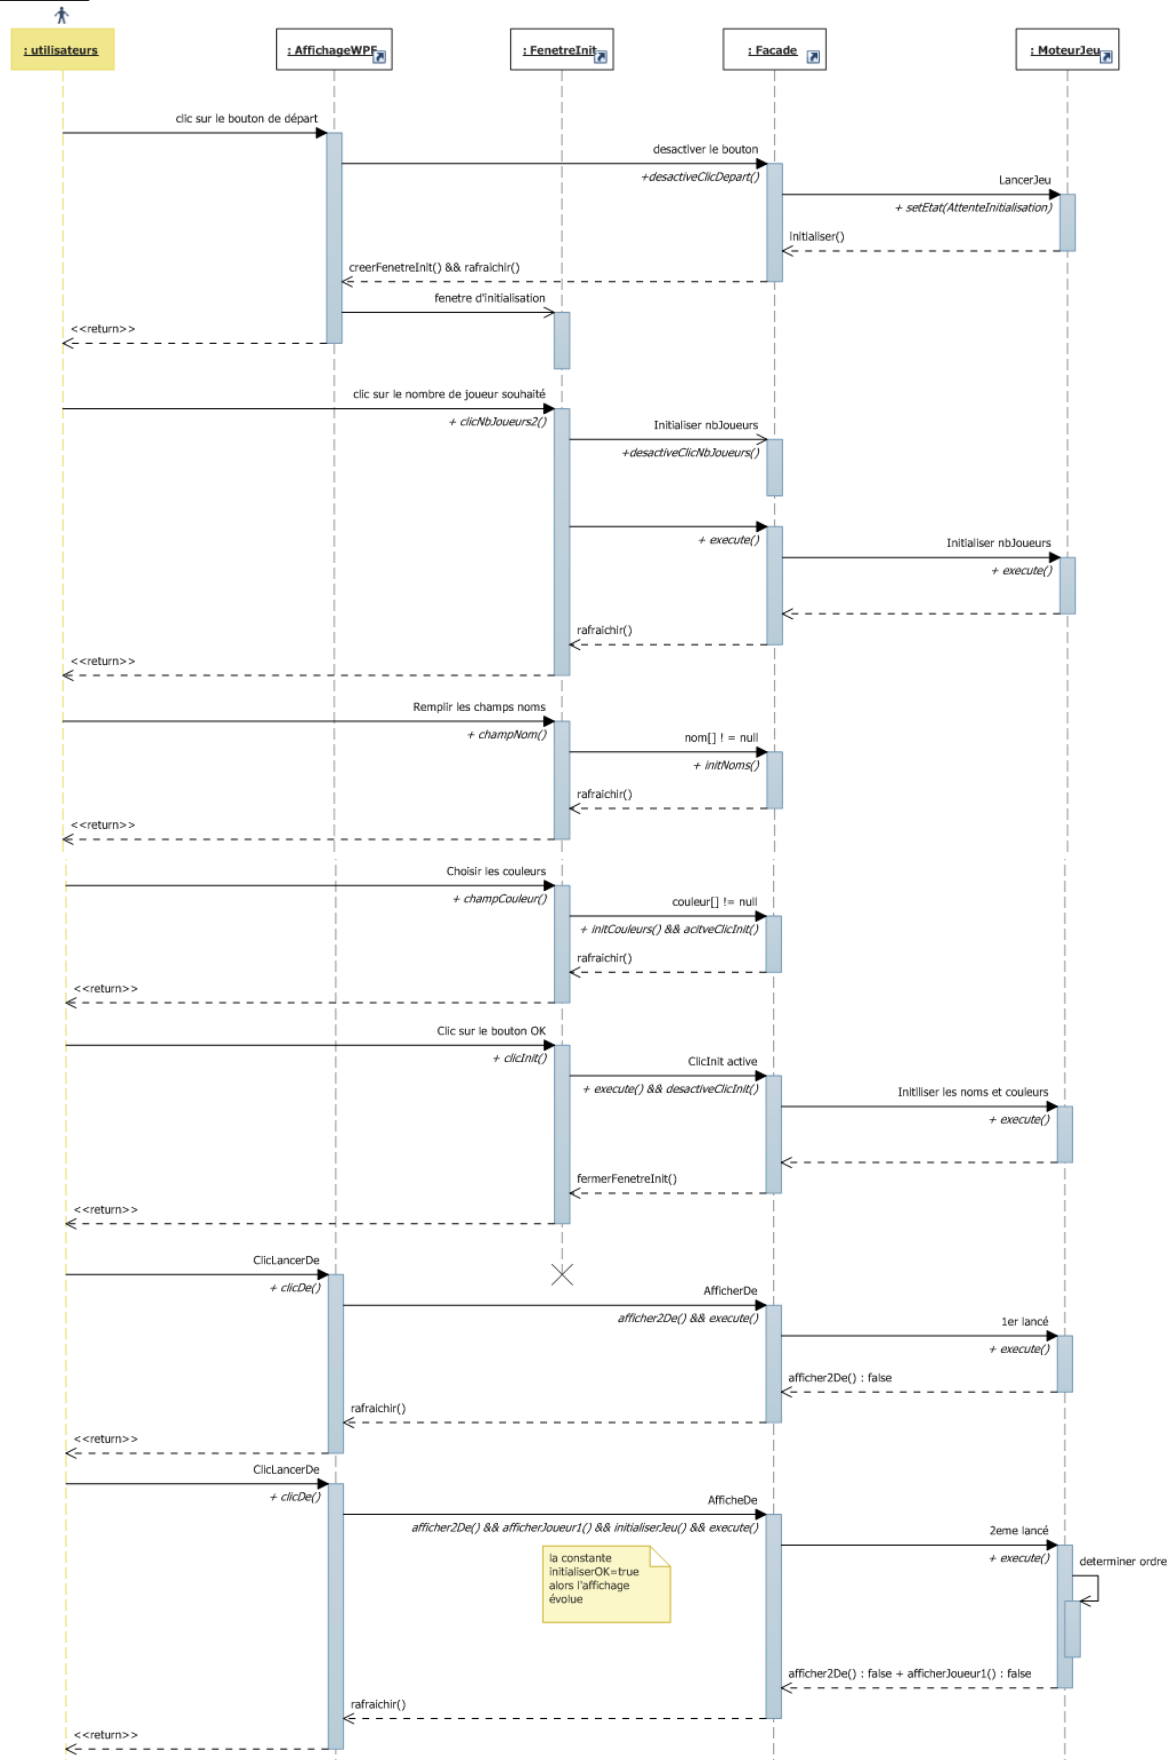 : utilisateurs
: AffichageWPF
: FenetreInit
: Facade
: MoteurJeu
clic sur le bouton de départ
desactiver le bouton
+desactiveClicDepart()
LancerJeu
+ setEtat(AttenteInitialisation)
initialiser()
creerFenetreInit() && rafraichir()
fenetre d'initialisation
<<return>>
clic sur le nombre de joueur souhaité
+ clicNbJoueurs2()
Initialiser nbJoueurs
+desactiveClicNbJoueurs()
+ execute()
Initialiser nbJoueurs
+ execute()
rafraichir()
<<return>>
Remplir les champs noms
+ champNom()
nom[] ! = null
+ initNoms()
rafraichir()
<<return>>
Choisir les couleurs
+ champCouleur()
couleur[] != null
+ initCouleurs() && acitveClicInit()
rafraichir()
<<return>>
Clic sur le bouton OK
+ clicInit()
ClicInit active
+ execute() && desactiveClicInit()
Initiliser les noms et couleurs
+ execute()
fermerFenetreInit()
<<return>>
ClicLancerDe
+ clicDe()
AfficherDe
afficher2De() && execute()
1er lancé
+ execute()
afficher2De() : false
rafraichir()
<<return>>
ClicLancerDe
+ clicDe()
AfficheDe
afficher2De() && afficherJoueur1() && initialiserJeu() && execute()
2eme lancé
+ execute()
determiner ordre
la constante
initialiserOK=true
alors l'affichage
évolue
afficher2De() : false + afficherJoueur1() : false
rafraichir()
<<return>>